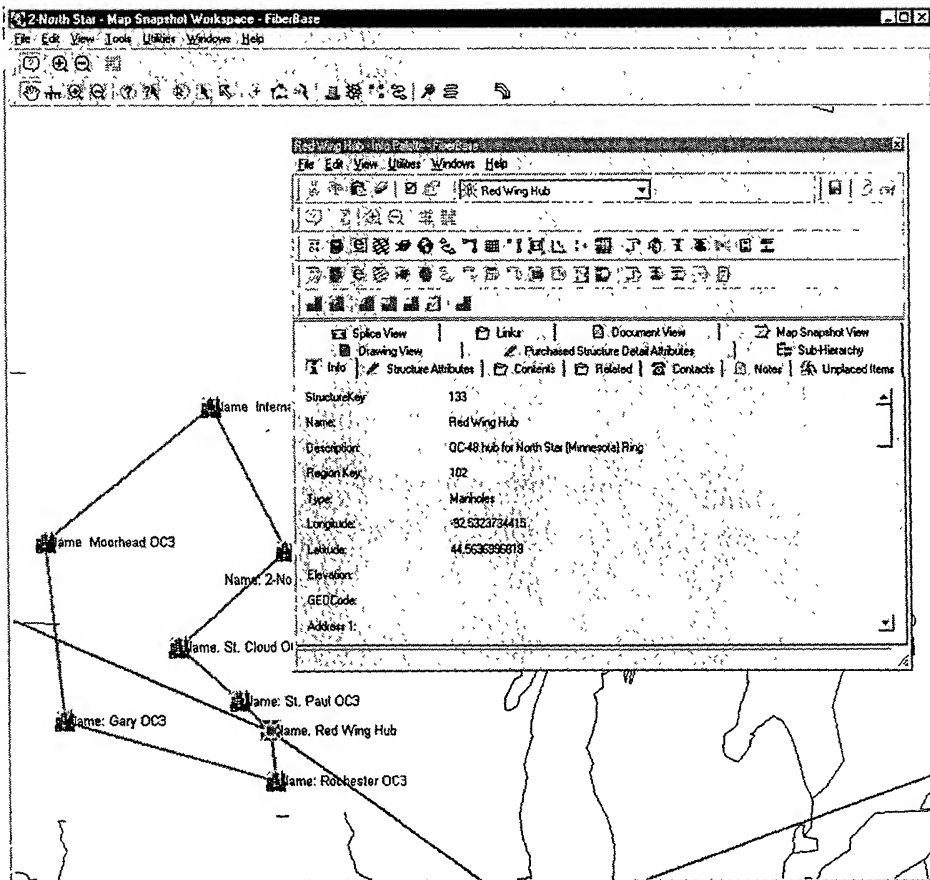 2-North Star - Map Snapshot Workspace - FiberBase
File Edit View Tools Utilities Windows Help
Red Wing Hub - Info Palette - FiberBase
File Edit View Utilities Windows Help
Red Wing Hub
Splice View Links Document View Map Snapshot View
Drawing View Purchased Structure Detail Attributes Sub-Hierarchy
Info Structure Attributes Contents Related Contacts Notes Unplaced Items
StructureKey: 133
Name: Red Wing Hub
Description: OC-48 hub for North Star (Minnesota) Ring
Region Key: 102
Type: Manholes
Longitude: -92.5323734415
Latitude:
Elevation:
GEOCode:
Address 1:
Name Interna
Name Moorhead OC3
Name: 2-No
Name. St. Cloud O
Name: St. Paul OC3
Name: Gary OC3
Name. Red Wing Hub
Name: Rochester OC3